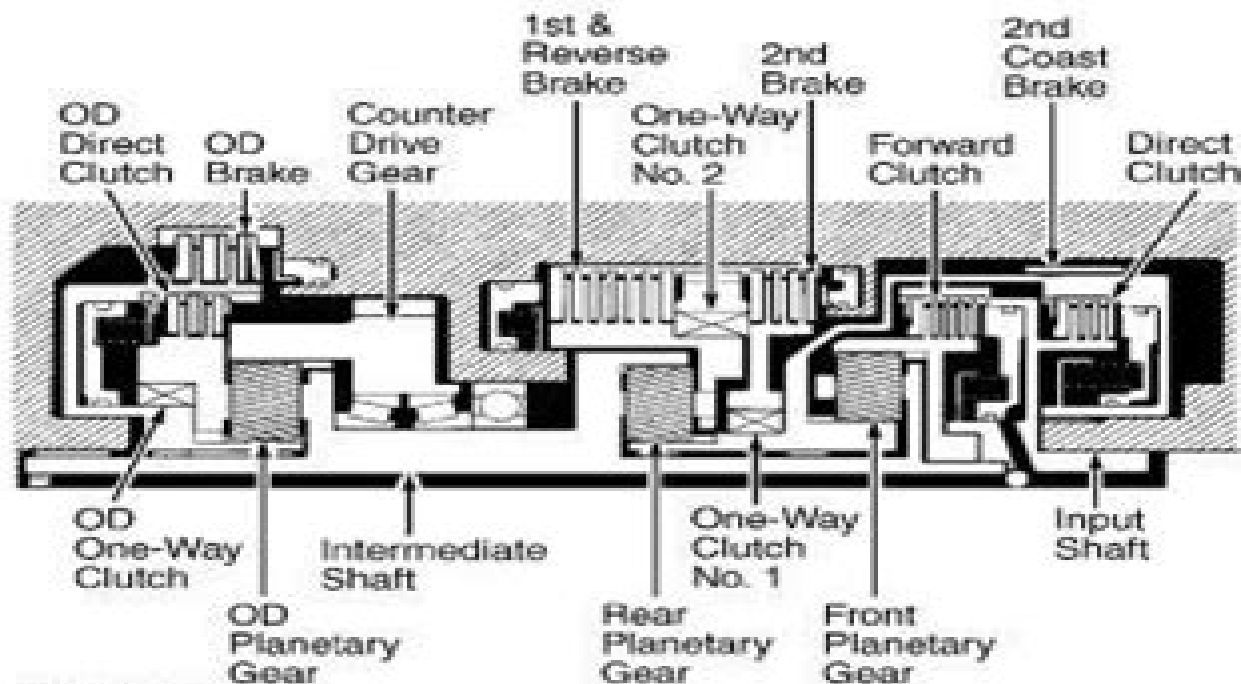 1st &
Reverse
Brake
2nd
Brake
2nd
Coast
Brake
OD
Direct
Clutch
OD
Brake
Counter
Drive
Gear
One-Way
Clutch
No. 2
Forward
Clutch
Direct
Clutch
OD
One-Way
Clutch
Intermediate
Shaft
One-Way
Clutch
No. 1
Input
Shaft
OD
Planetary
Gear
Rear
Planetary
Gear
Front
Planetary
Gear